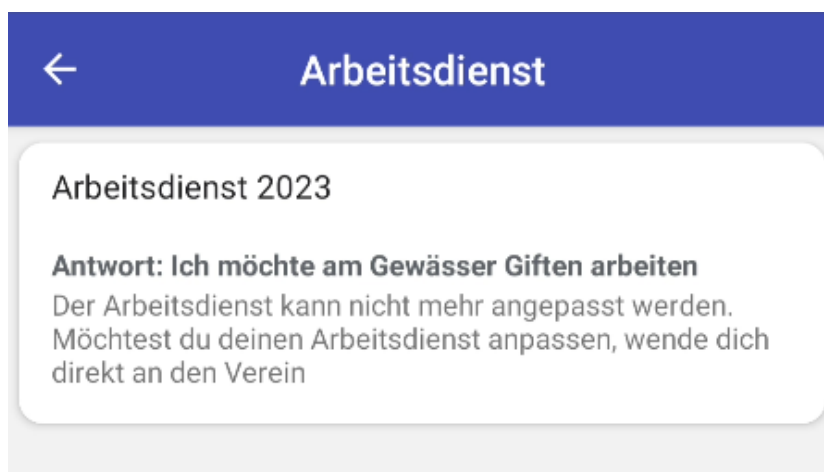 Arbeitsdienst
Arbeitsdienst 2023
Antwort: Ich möchte am Gewässer Giften arbeiten
Der Arbeitsdienst kann nicht mehr angepasst werden.
Möchtest du deinen Arbeitsdienst anpassen, wende dich
direkt an den Verein